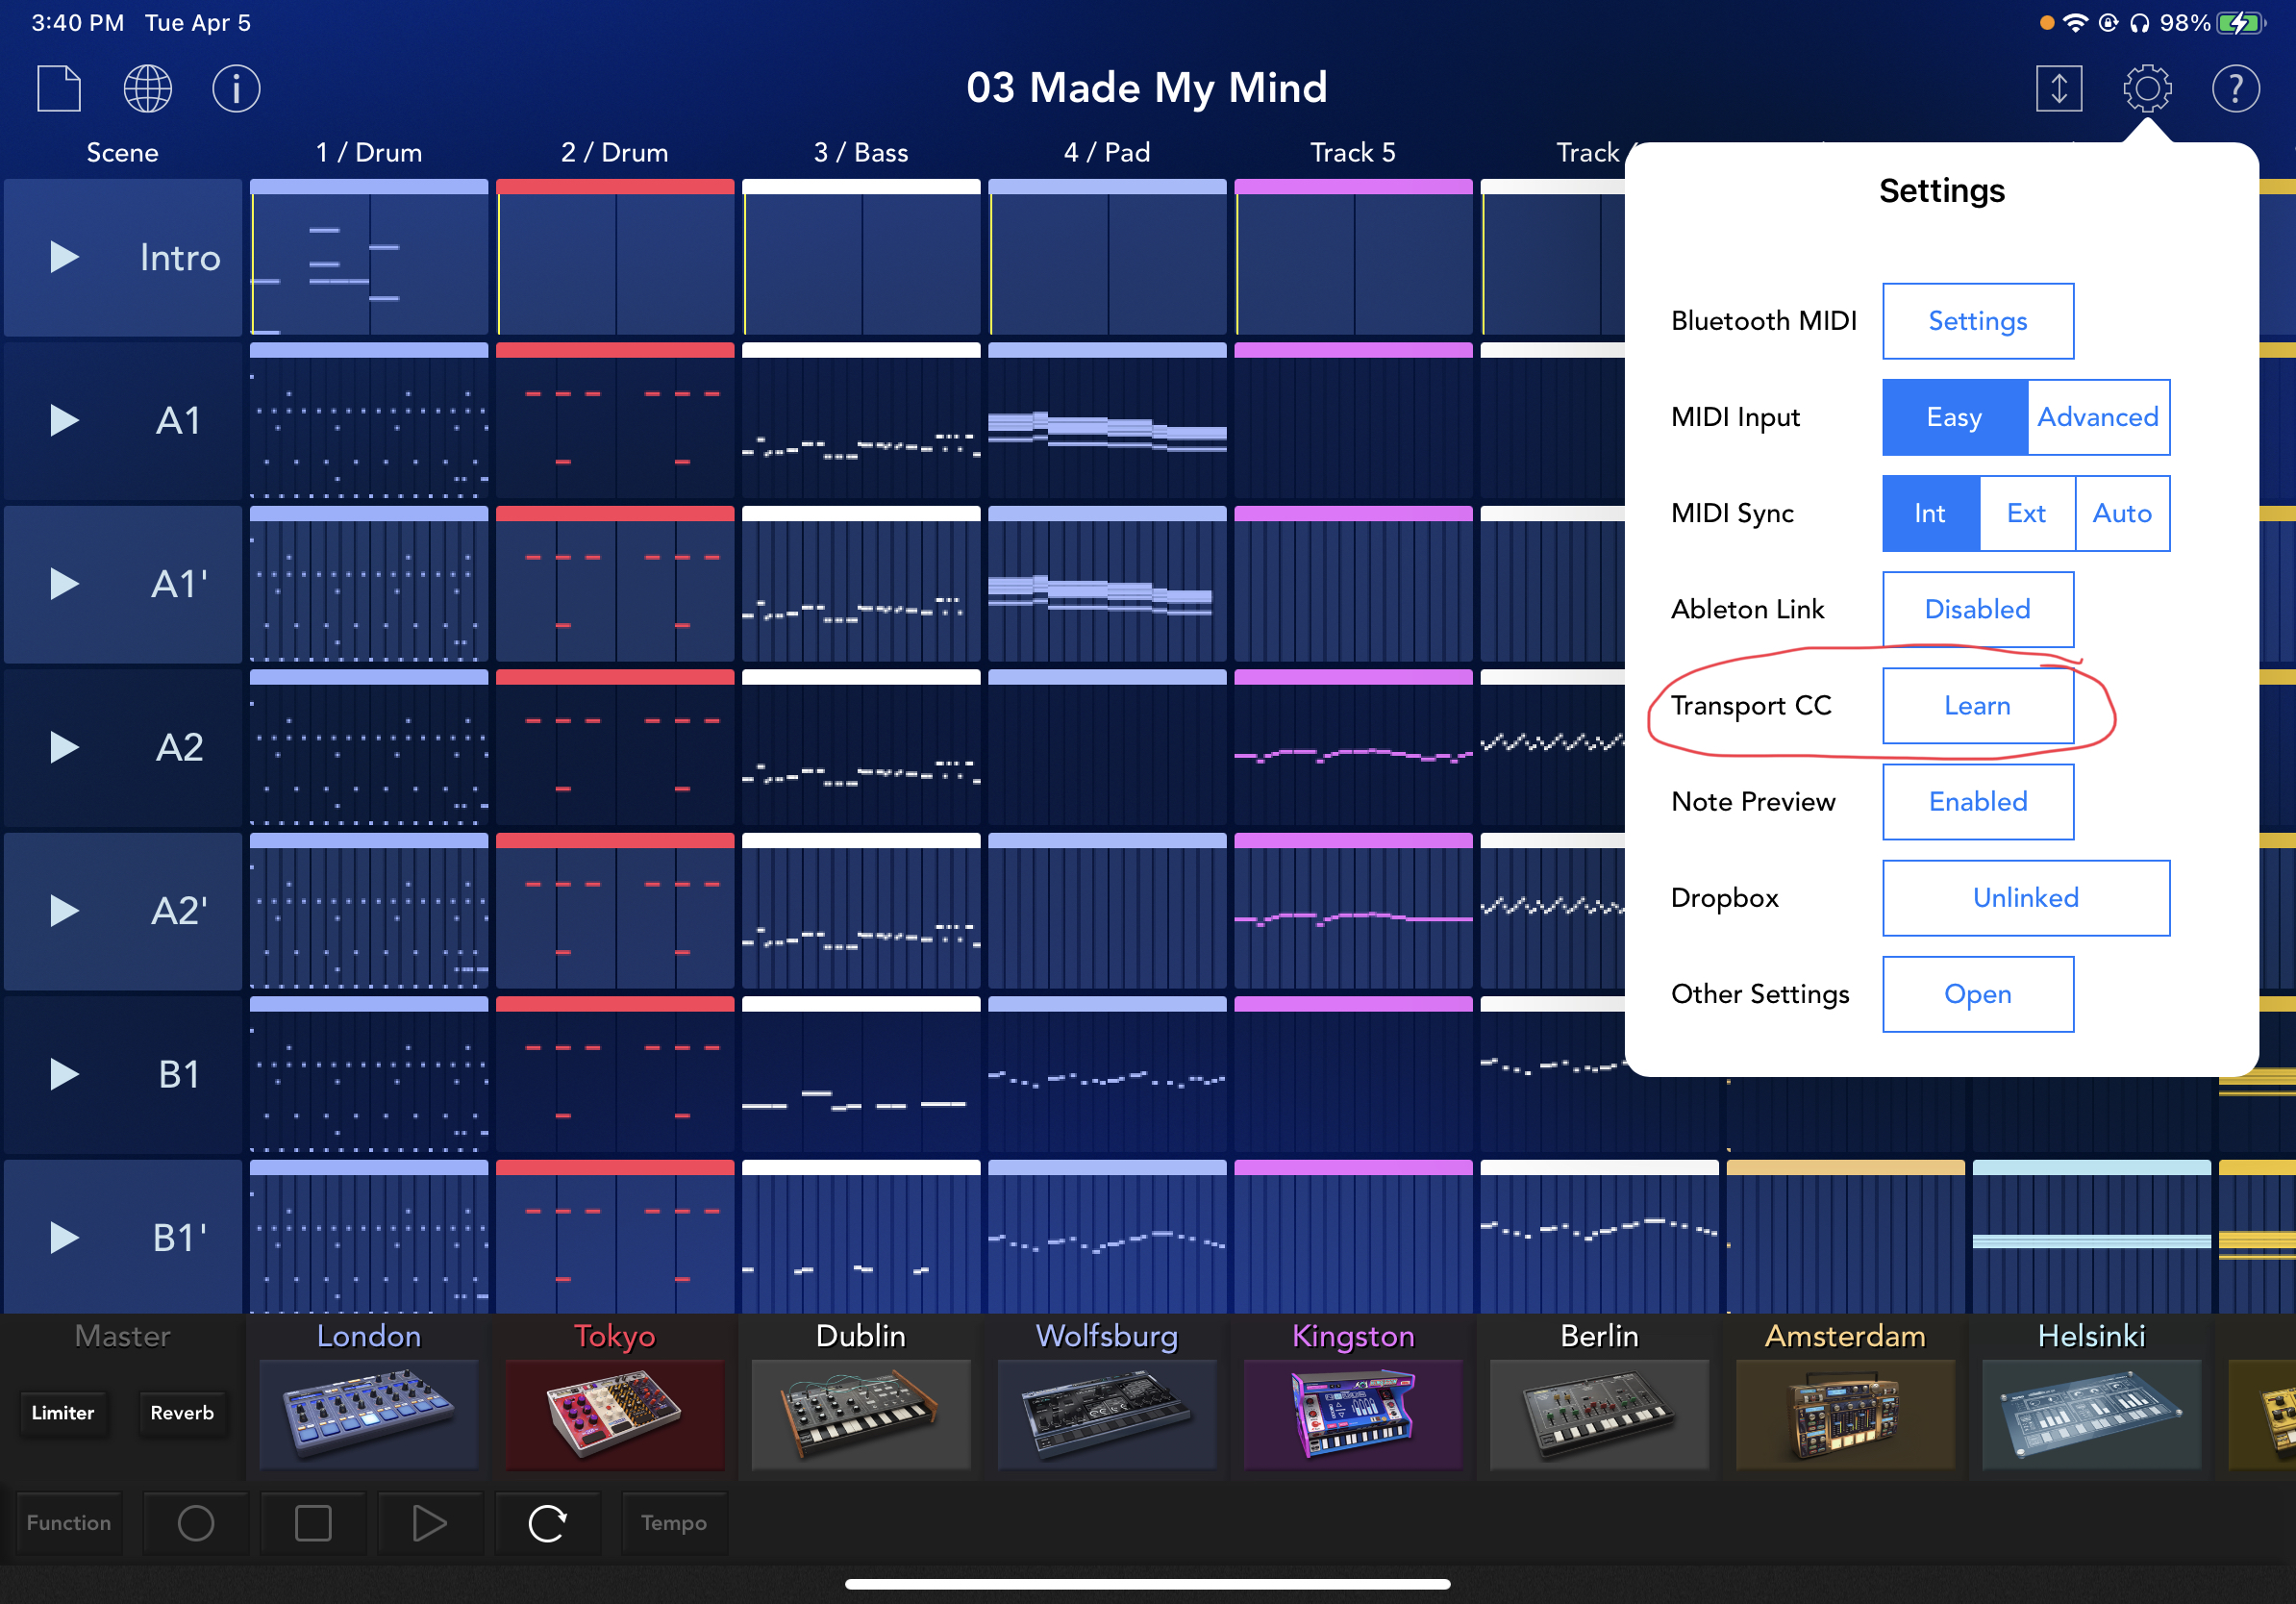 3:40 PM Tue Apr 5
98%
03 Made My Mind
Scene 1 / Drum 2 / Drum 3 / Bass 4 / Pad Track 5 Track
Settings
Intro
Bluetooth MIDI Settings
A1
MIDI Input Easy Advanced
MIDI Sync Int Ext Auto
A1'
Ableton Link Disabled
Transport CC Learn
A2
Note Preview Enabled
Dropbox Unlinked
A2'
Other Settings Open
B1
B1'
Master London Tokyo Dublin Wolfsburg Kingston Berlin Amsterdam Helsinki
Limiter Reverb
Function Tempo